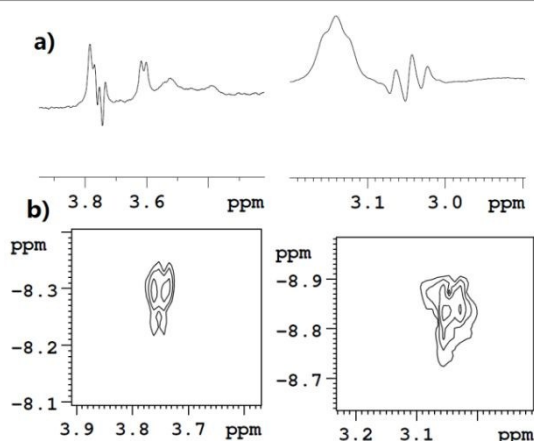 a)
3.8 3.6 ppm 3.1 3.0 ppm
b)
ppm ppm
-8.3 -8.9
-8.2 -8.8
-8.1 -8.7
3.9 3.8 3.7 ppm 3.2 3.1 ppm